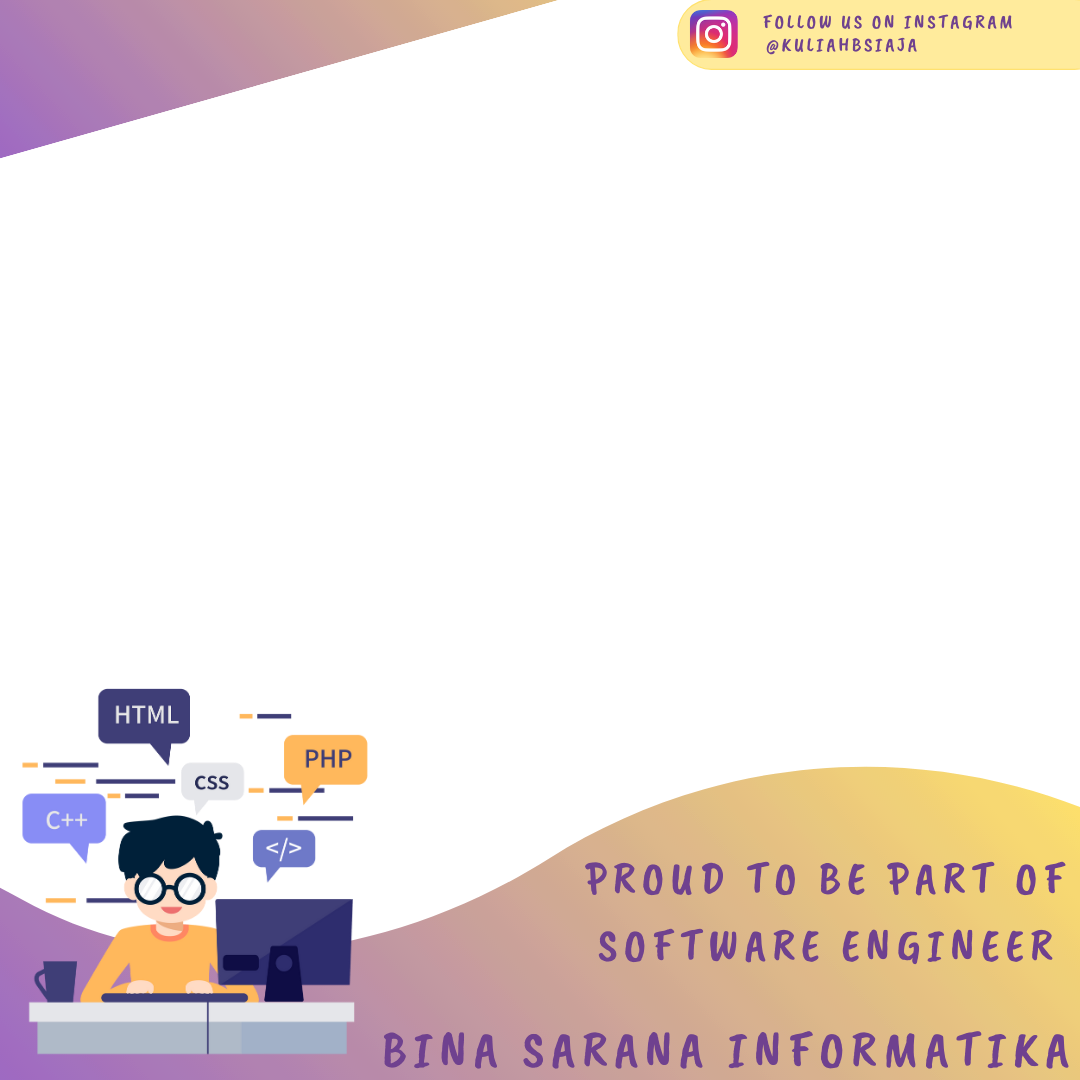 FOLLOW US ON INSTAGRAM
@KULIAHBSIAJA
HTML
PHP
CSS
C++
</>
PROUD TO BE PART OF
SOFTWARE ENGINEER
BINA SARANA INFORMATIKA